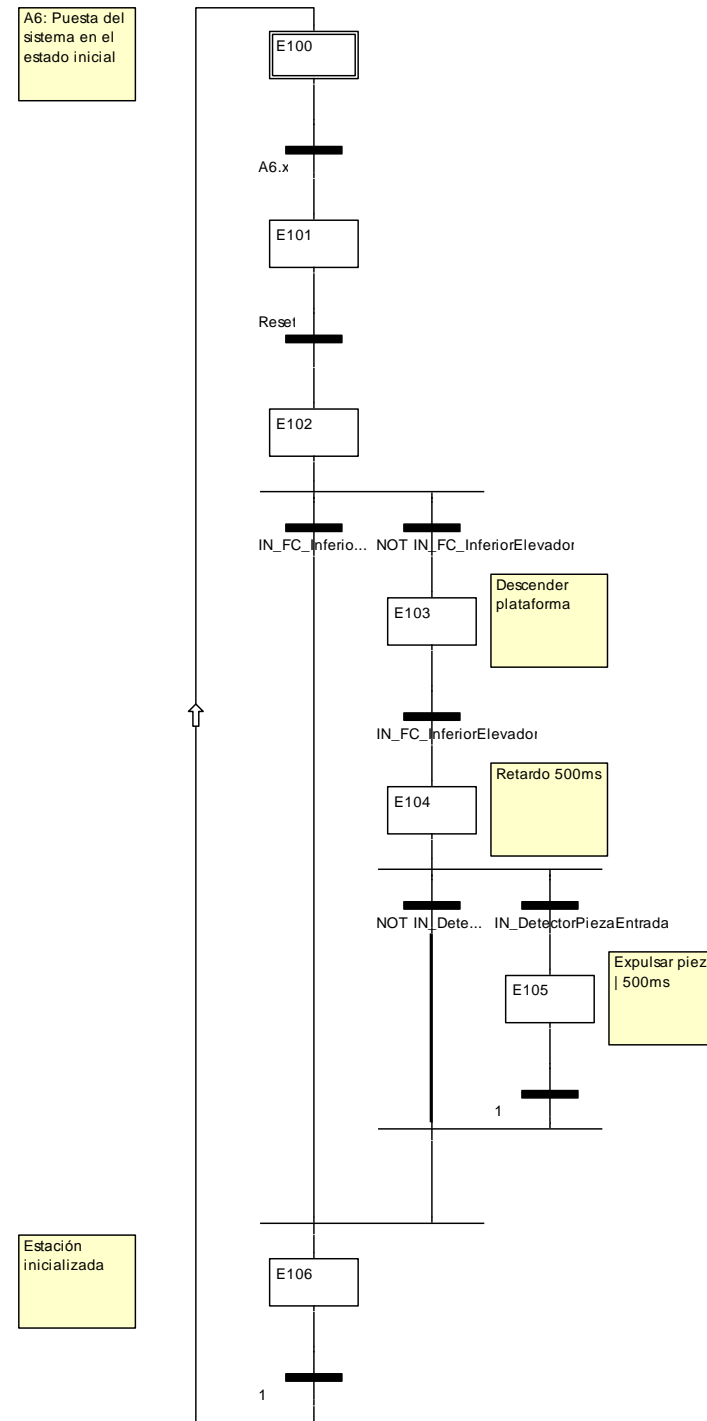 A6: Puesta del
sistema en el
estado inicial
E100
A6.x
E101
Reset
E102
IN_FC_Inferio...
NOT IN_FC_InferiorElevador
E103
Descender
plataforma
IN_FC_InferiorElevador
E104
Retardo 500ms
NOT IN_Dete...
IN_DetectorPiezaEntrada
E105
Expulsar piez
| 500ms
1
Estación
inicializada
E106
1